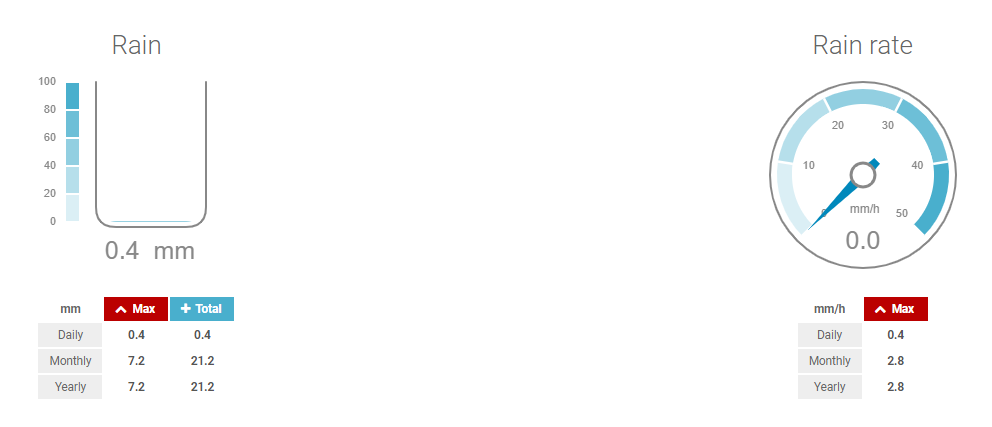 Rain
100
80
60
40
20
0
0.4 mm
mm Max Total
Daily 0.4 0.4
Monthly 7.2 21.2
Yearly 7.2 21.2
Rain rate
20 30
10 40
0 50
mm/h
0.0
mm/h Max
Daily 0.4
Monthly 2.8
Yearly 2.8